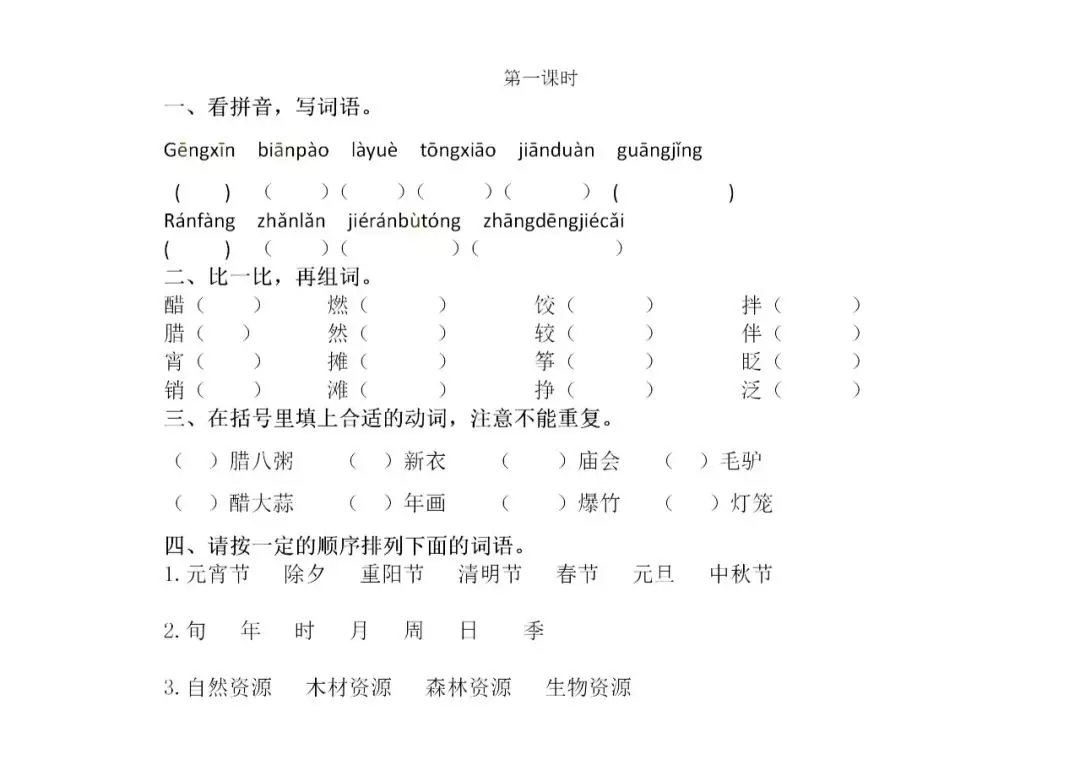 第一课时
一、看拼音，写词语。
Gēngxīn biānpào làyuè tōngxiāo jiānduàn guāngjǐng
(    ) （    ）（    ）（    ）（    ） (    )
Ránfàng zhǎnlǎn jiéránbùtóng zhāngdēngjiécǎi
(    ) （    ）（    ）（    ）
二、比一比，再组词。
醋（    ） 燃（    ） 饺（    ） 拌（    ）
腊（    ） 然（    ） 较（    ） 伴（    ）
宵（    ） 摊（    ） 筝（    ） 眨（    ）
销（    ） 滩（    ） 挣（    ） 泛（    ）
三、在括号里填上合适的动词，注意不能重复。
（  ）腊八粥 （  ）新衣 （    ）庙会 （  ）毛驴
（  ）醋大蒜 （  ）年画 （    ）爆竹 （    ）灯笼
四、请按一定的顺序排列下面的词语。
1.元宵节 除夕 重阳节 清明节 春节 元旦 中秋节
2.旬 年 时 月 周 日 季
3.自然资源 木材资源 森林资源 生物资源